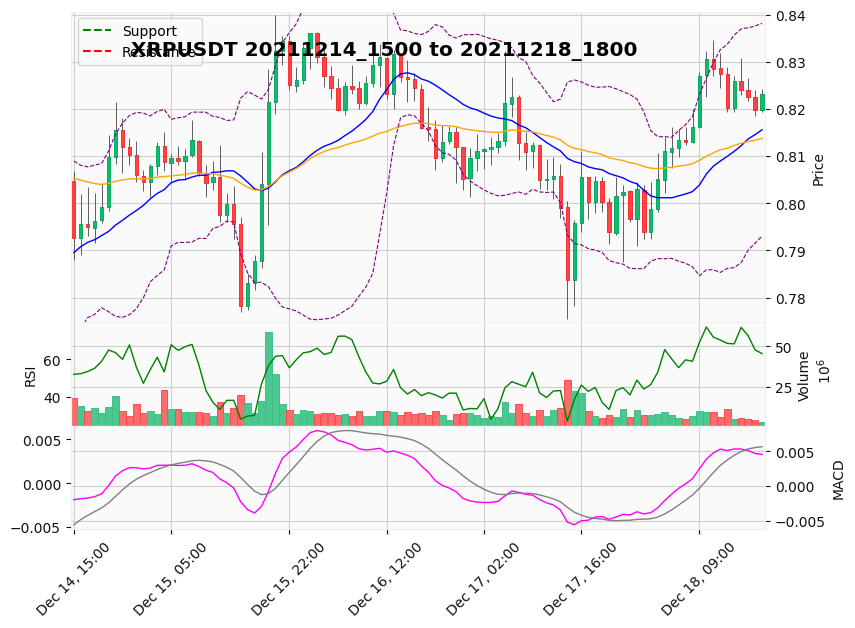 XRPUSDT 20211214_1500 to 20211218_1800
Support
Resistance
0.84
0.83
0.82
0.81
0.80
0.79
0.78
Price
60
40
RSI
50
25
Volume
10^6
0.005
0.000
−0.005
0.005
0.000
−0.005
MACD
Dec 14, 15:00
Dec 15, 05:00
Dec 15, 22:00
Dec 16, 12:00
Dec 17, 02:00
Dec 17, 16:00
Dec 18, 09:00